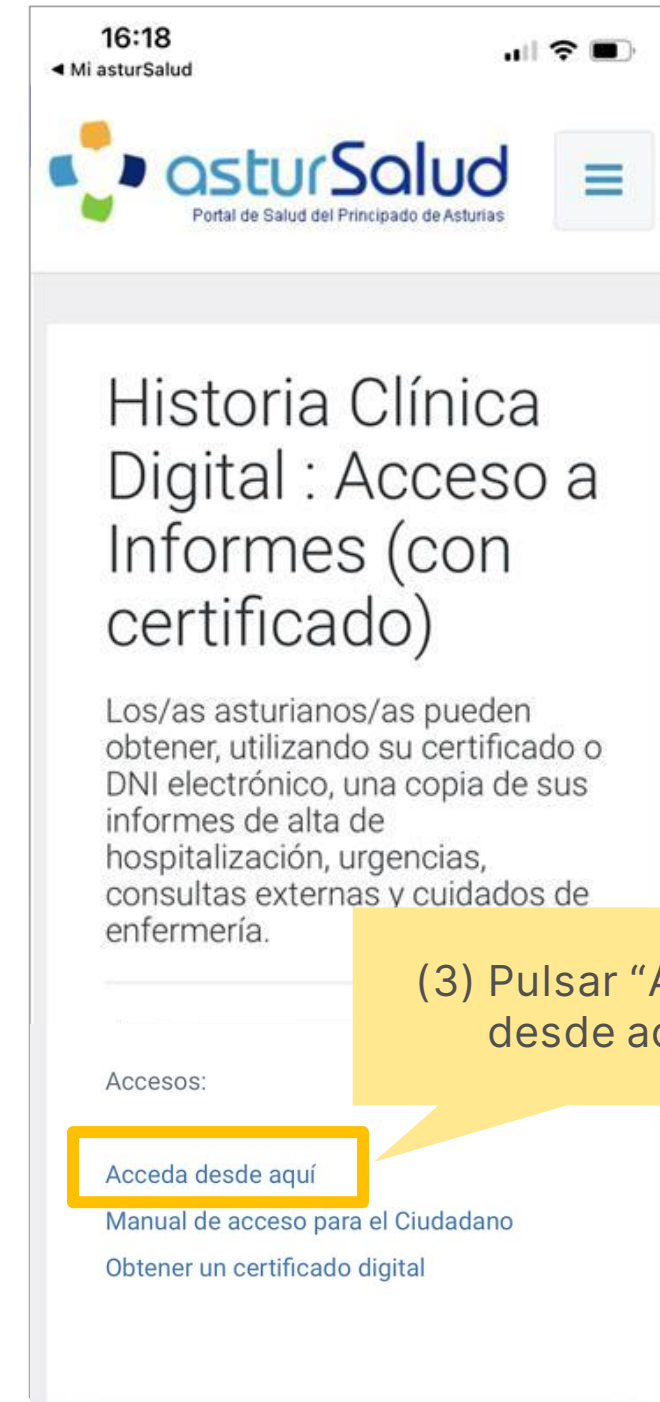 16:18
◀ Mi asturSalud
asturSalud
Portal de Salud del Principado de Asturias
Historia Clínica
Digital : Acceso a
Informes (con
certificado)
Los/as asturianos/as pueden
obtener, utilizando su certificado o
DNI electrónico, una copia de sus
informes de alta de
hospitalización, urgencias,
consultas externas y cuidados de
enfermería.
(3) Pulsar “A
desde a
Accesos:
Acceda desde aquí
Manual de acceso para el Ciudadano
Obtener un certificado digital